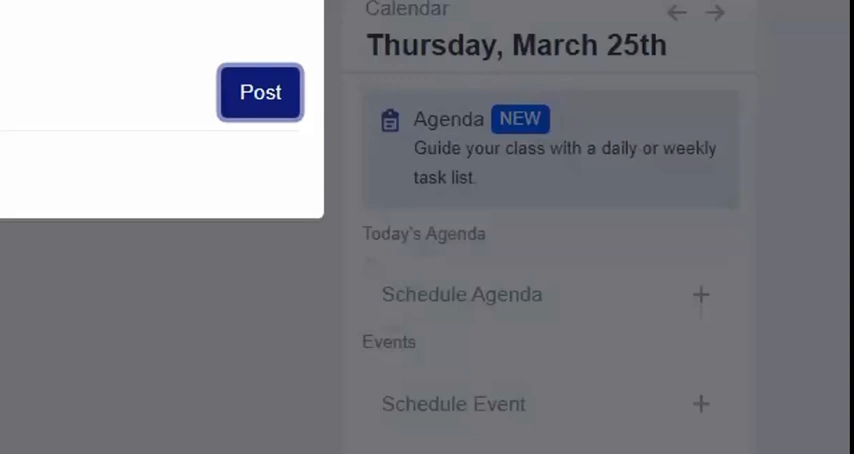 Calendar
Thursday, March 25th
Post
Agenda NEW
Guide your class with a daily or weekly
task list.
Today's Agenda
Schedule Agenda
Events
Schedule Event